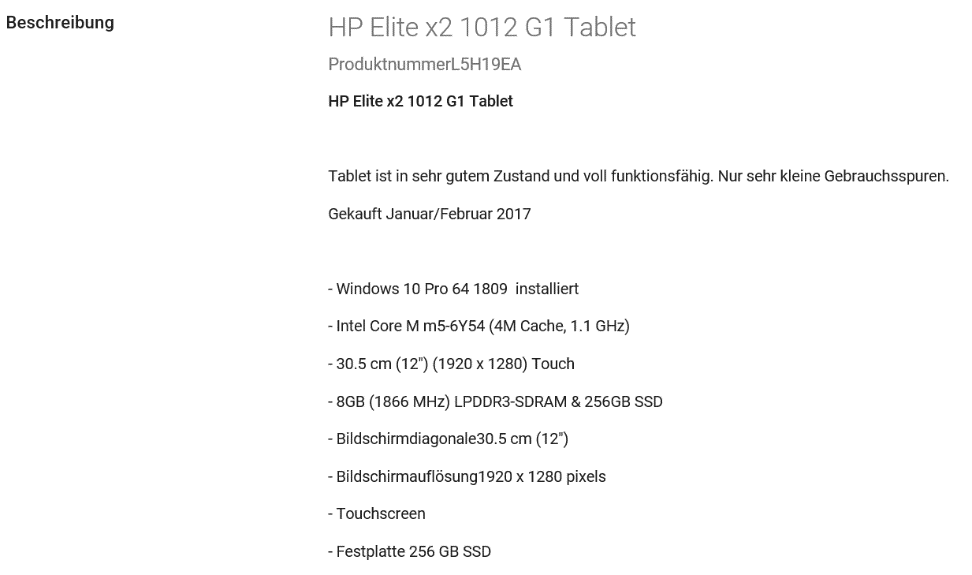 Beschreibung
HP Elite x2 1012 G1 Tablet
ProduktnummerL5H19EA
HP Elite x2 1012 G1 Tablet
Tablet ist in sehr gutem Zustand und voll funktionsfähig. Nur sehr kleine Gebrauchsspuren.
Gekauft Januar/Februar 2017
- Windows 10 Pro 64 1809  installiert
- Intel Core M m5-6Y54 (4M Cache, 1.1 GHz)
- 30.5 cm (12") (1920 x 1280) Touch
- 8GB (1866 MHz) LPDDR3-SDRAM & 256GB SSD
- Bildschirmdiagonale30.5 cm (12")
- Bildschirmauflösung1920 x 1280 pixels
- Touchscreen
- Festplatte 256 GB SSD